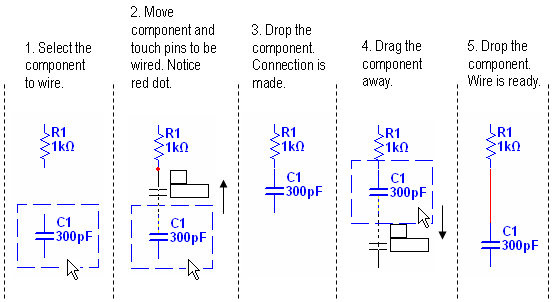 1. Select the
component
to wire.
2. Move
component and
touch pins to be
wired. Notice
red dot.
3. Drop the
component.
Connection is
made.
4. Drag the
component
away.
5. Drop the
component.
Wire is ready.
R1
1kΩ
C1
300pF
R1
1kΩ
C1
300pF
R1
1kΩ
C1
300pF
R1
1kΩ
C1
300pF
R1
1kΩ
C1
300pF